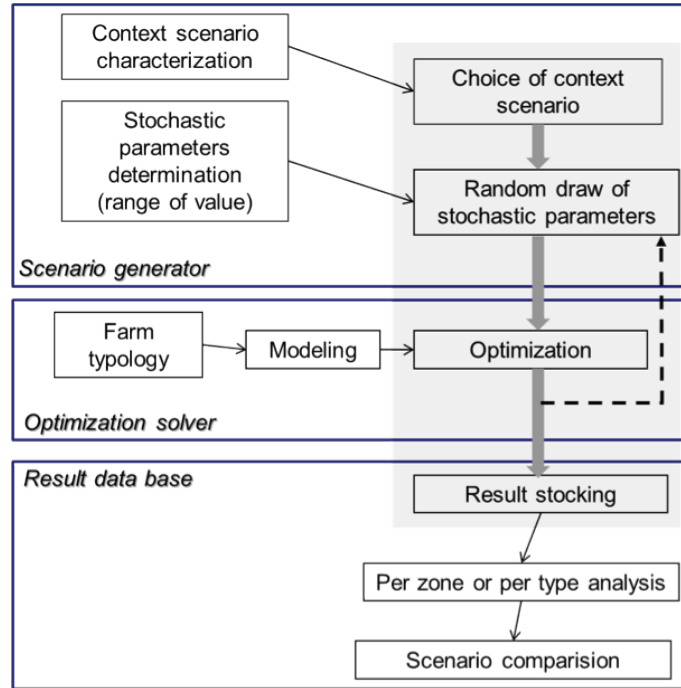 Context scenario
characterization
Choice of context
scenario
Stochastic
parameters
determination
(range of value)
Random draw of
stochastic parameters
Scenario generator
Farm
typology
Modeling
Optimization
Optimization solver
Result data base
Result stocking
Per zone or per type analysis
Scenario comparision